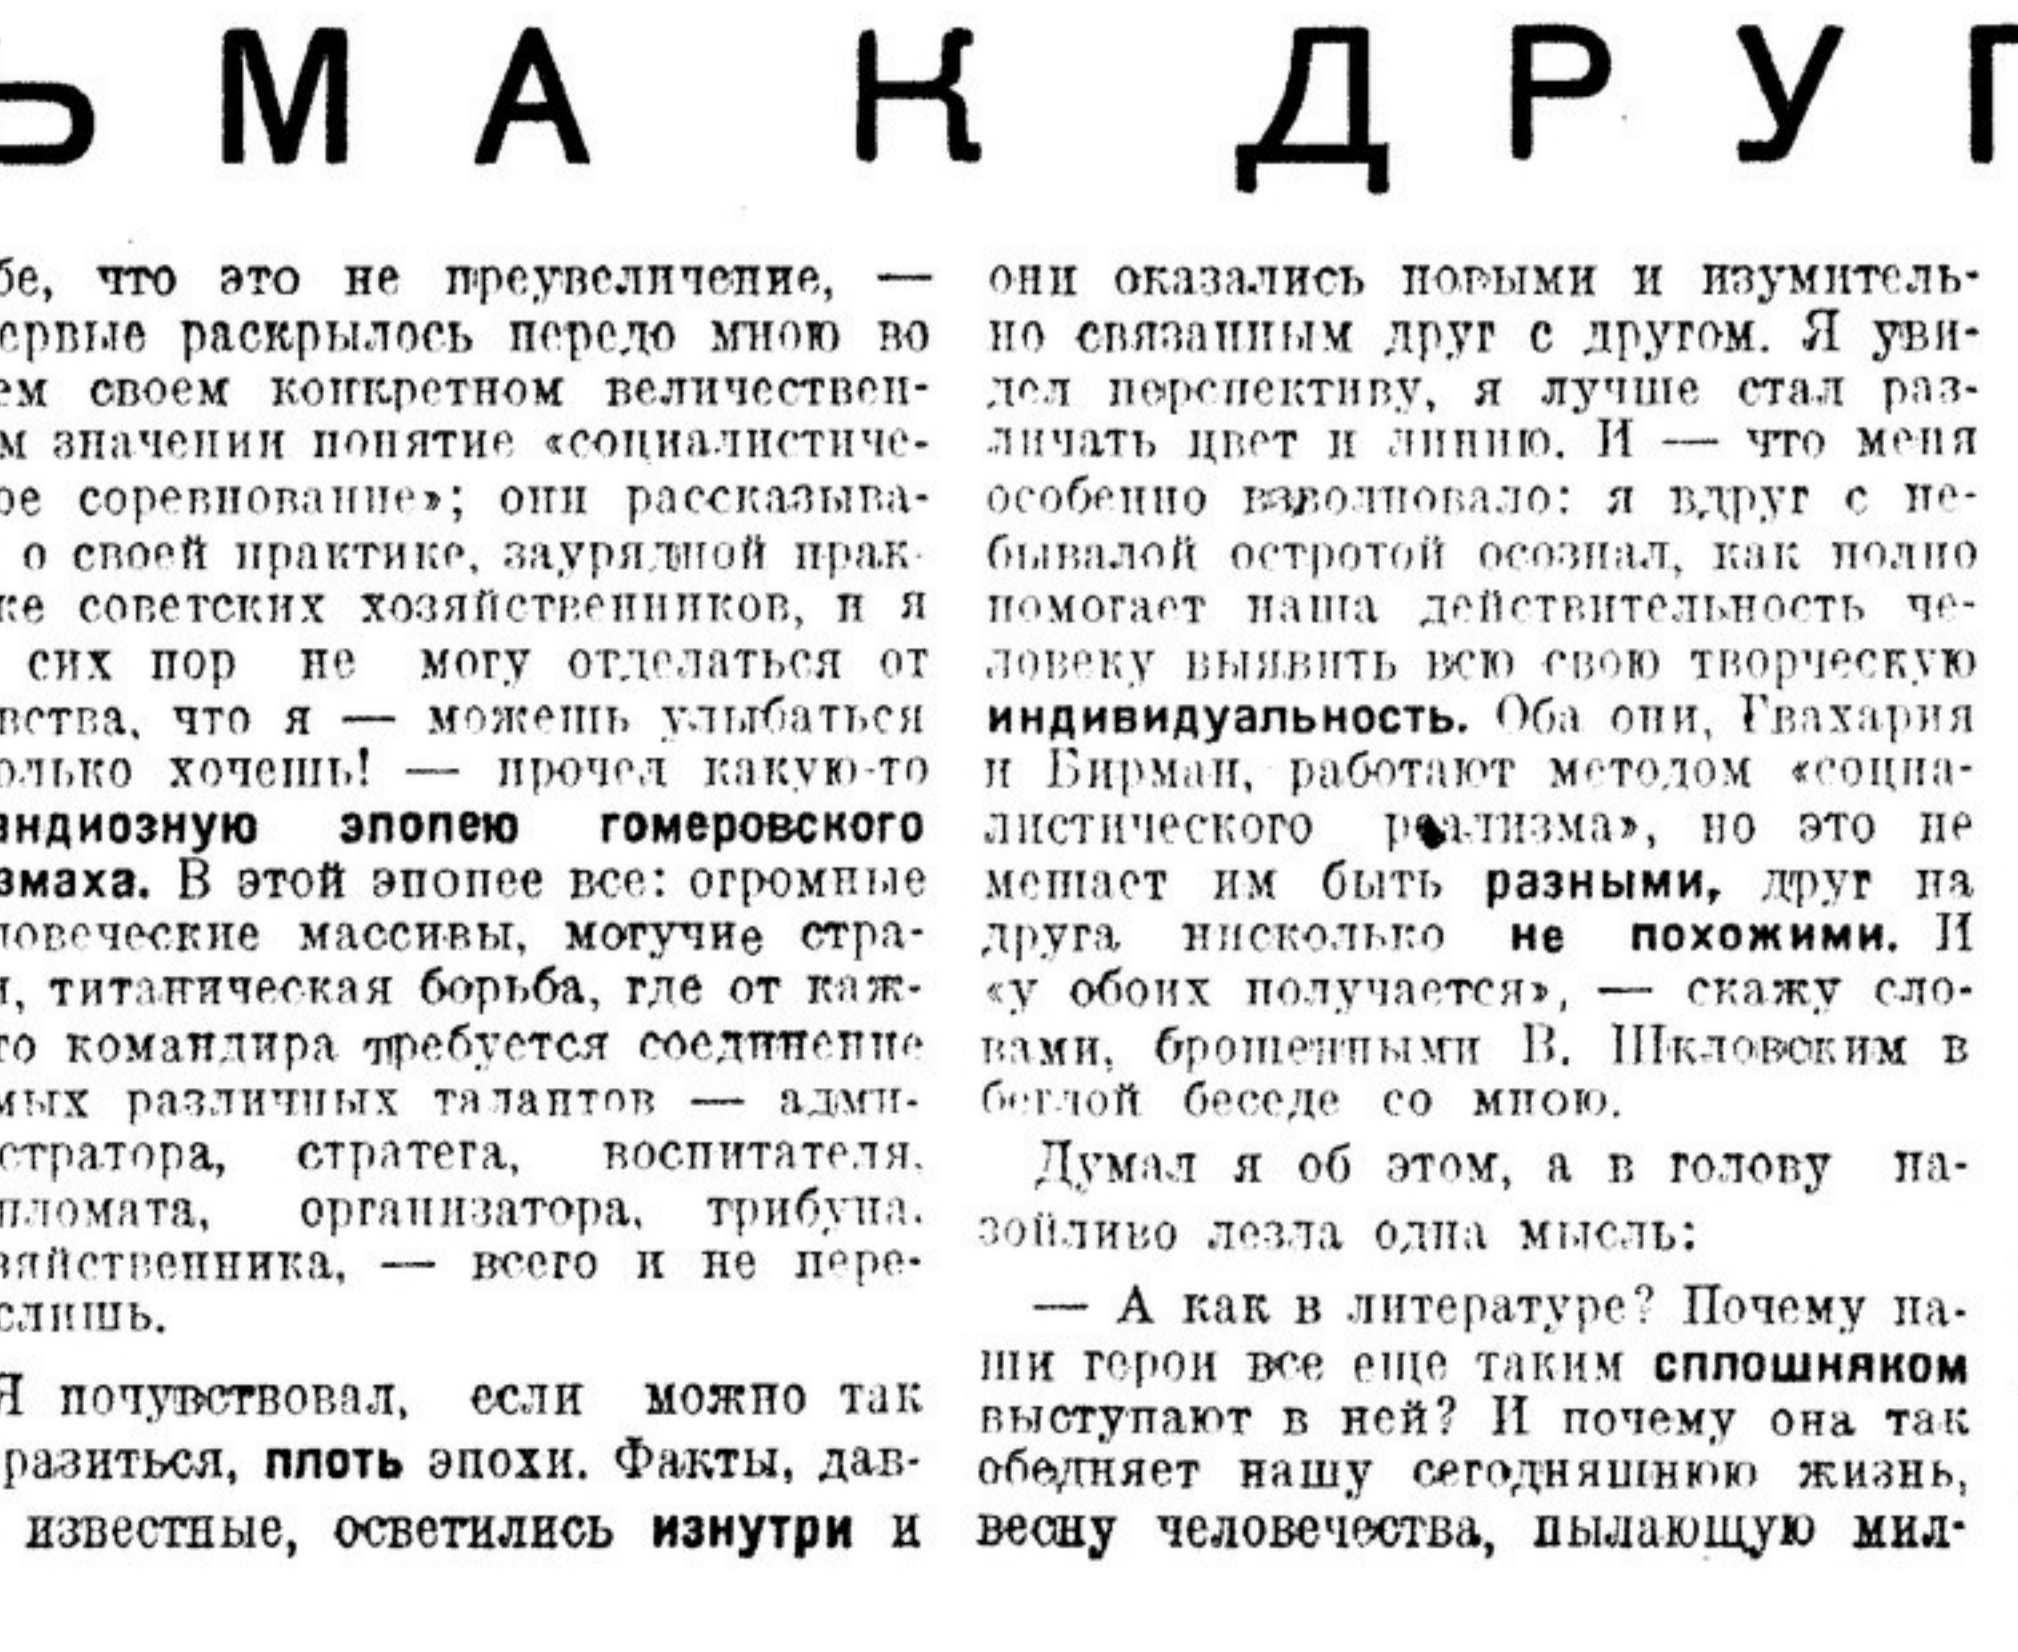 ЬМА К ДРУГ
бе, что это не преувеличение, —
ервые раскрылось передо мною во
ем своем конкретном величествен-
м значении понятие «социалистиче-
ое соревнование»; они рассказыва-
о своей практике, заурядной прак-
ке советских хозяйственников, и я
сих пор не могу отделаться от
вства, что я — можешь улыбаться
олько хочешь! — прочел какую-то
андиозную эпопею гомеровского
змаха. В этой эпопее все: огромные
ловеческие массивы, могучие стра-
и, титаническая борьба, где от каж-
го командира требуется соединение
мых различных талантов — адми-
стратора, стратега, воспитателя,
пломата, организатора, трибуна,
зяйственника, — всего и не пере-
слишь.
Я почувствовал, если можно так
разиться, плоть эпохи. Факты, дав-
известные, осветились изнутри и
они оказались новыми и изумитель-
но связанным друг с другом. Я уви-
дел перспективу, я лучше стал раз-
личать цвет и линию. И — что меня
особенно взволновало: я вдруг с не-
бывалой остротой осознал, как полно
помогает наша действительность че-
ловеку выявить всю свою творческую
индивидуальность. Оба они, Гвахария
и Бирман, работают методом «социа-
листического реализма», но это не
мешает им быть разными, друг на
друга нисколько не похожими. И
«у обоих получается», — скажу сло-
вами, брошенными В. Шкловским в
беглой беседе со мною.
Думал я об этом, а в голову на-
зойливо лезла одна мысль:
— А как в литературе? Почему на-
ши герои все еще таким сплошняком
выступают в ней? И почему она так
обедняет нашу сегодняшнюю жизнь,
весну человечества, пылающую мил-